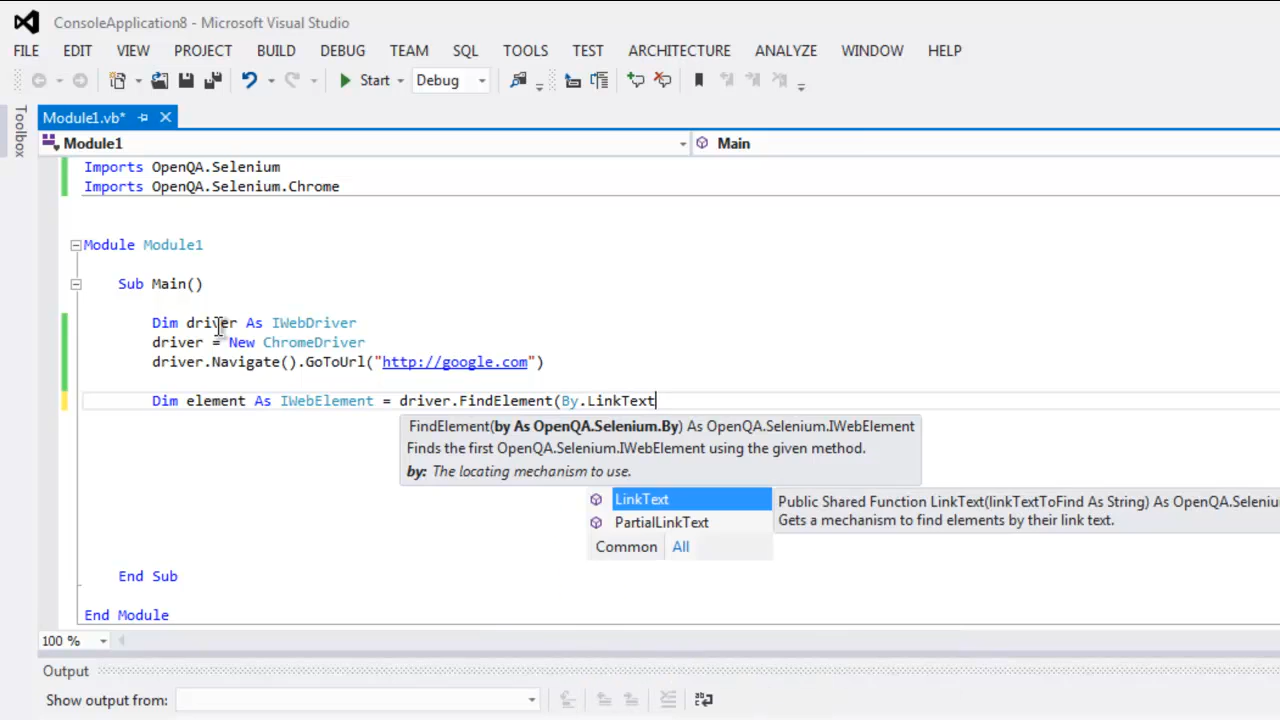 ConsoleApplication8 - Microsoft Visual Studio
FILE EDIT VIEW PROJECT BUILD DEBUG TEAM SQL TOOLS TEST ARCHITECTURE ANALYZE WINDOW HELP
Start Debug
Toolbox
Module1.vb*
Module1 Main
Imports OpenQA.Selenium
Imports OpenQA.Selenium.Chrome
Module Module1
Sub Main()
Dim driver As IWebDriver
driver = New ChromeDriver
driver.Navigate().GoToUrl("http://google.com")
Dim element As IWebElement = driver.FindElement(By.LinkText
FindElement(by As OpenQA.Selenium.By) As OpenQA.Selenium.IWebElement
Finds the first OpenQA.Selenium.IWebElement using the given method.
by: The locating mechanism to use.
LinkText
PartialLinkText
Common All
Public Shared Function LinkText(linkTextToFind As String) As OpenQA.Seleniu
Gets a mechanism to find elements by their link text.
End Sub
End Module
100 %
Output
Show output from: